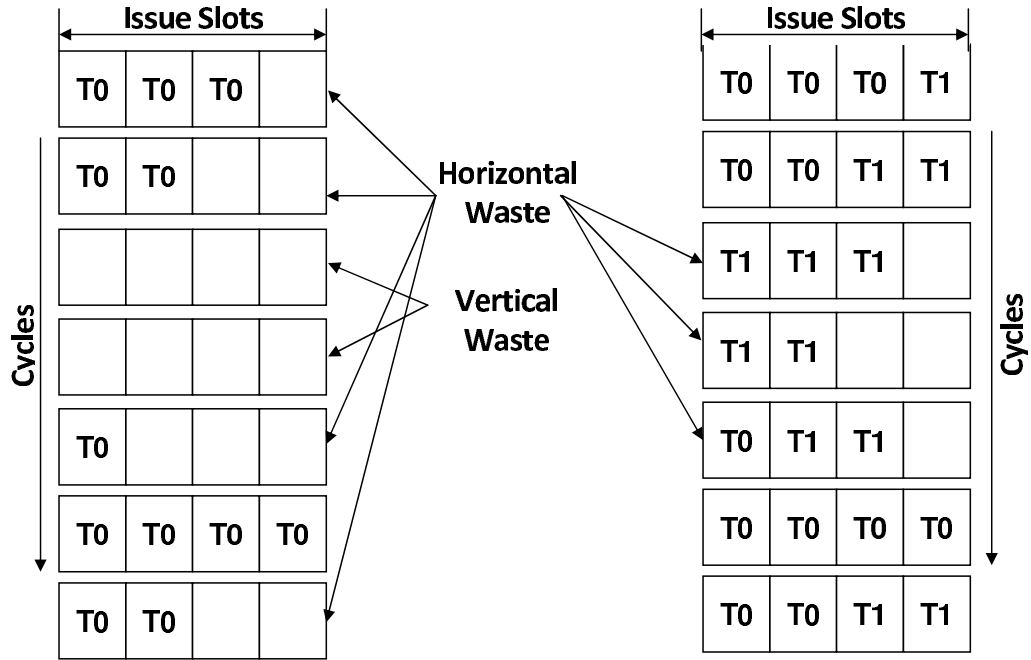 Issue Slots
T0 T0 T0
T0 T0
T0
T0 T0 T0 T0
T0 T0
Cycles
Horizontal
Waste
Vertical
Waste
Issue Slots
T0 T0 T0 T1
T0 T0 T1 T1
T1 T1 T1
T1 T1
T0 T1 T1
T0 T0 T0 T0
T0 T0 T1 T1
Cycles